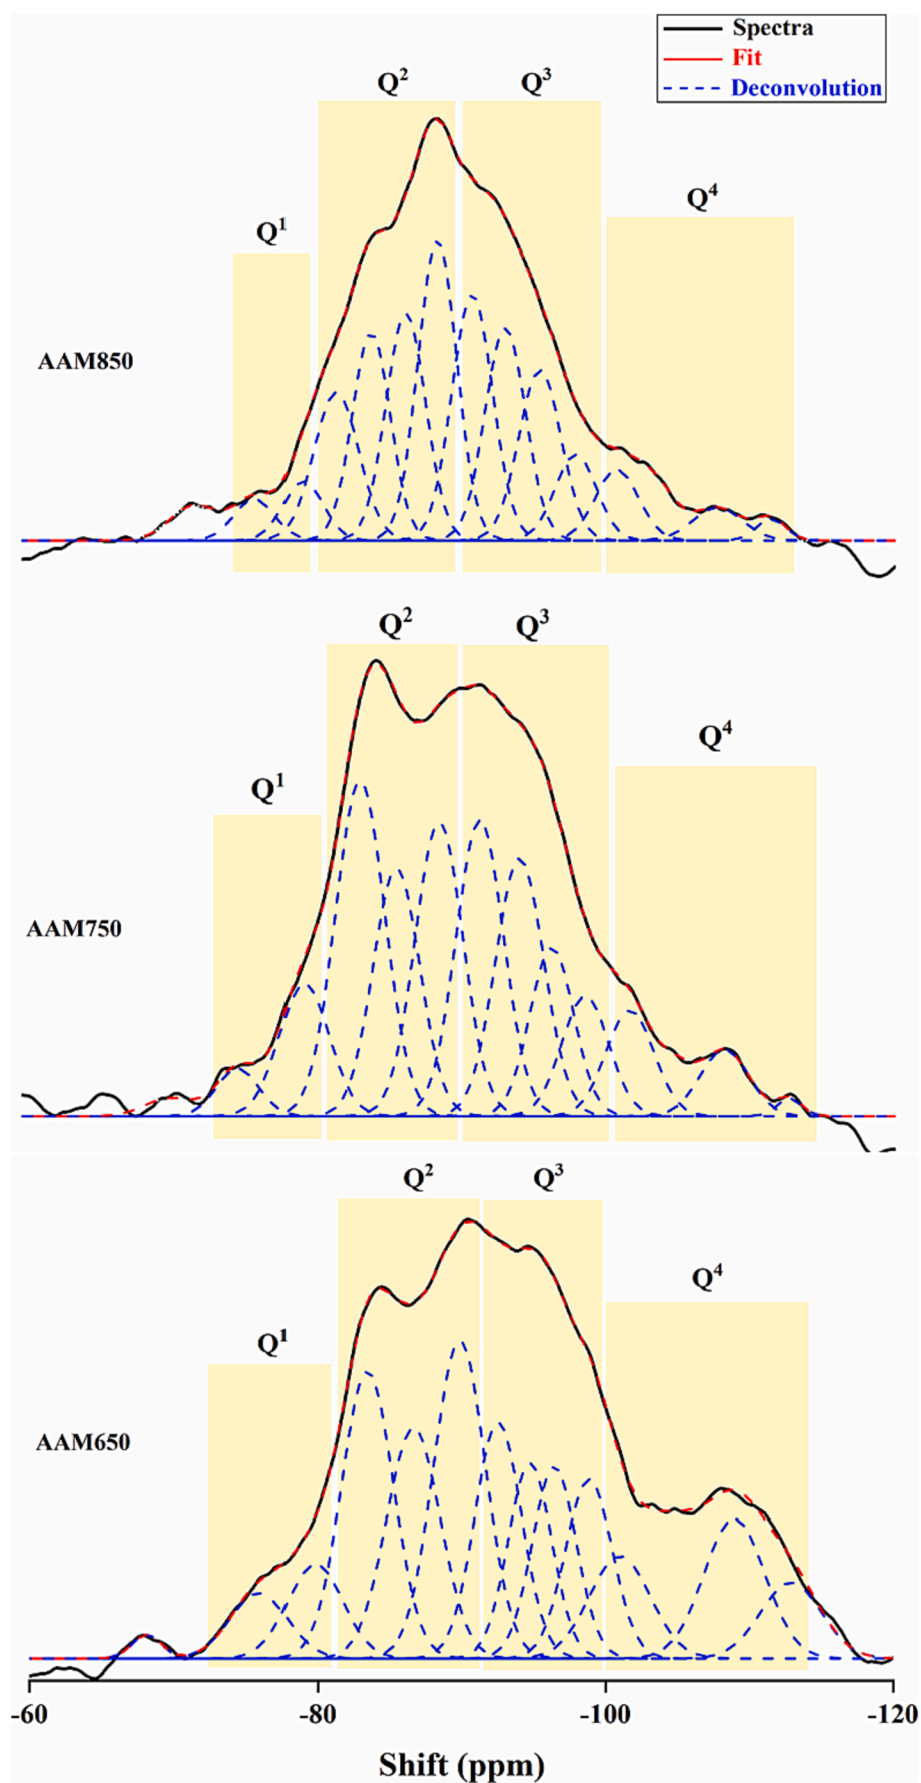 Spectra
Fit
Deconvolution
Q² Q³
Q¹ Q⁴
AAM850
Q² Q³
Q¹ Q⁴
AAM750
Q² Q³
Q¹ Q⁴
AAM650
-60 -80 -100 -120
Shift (ppm)